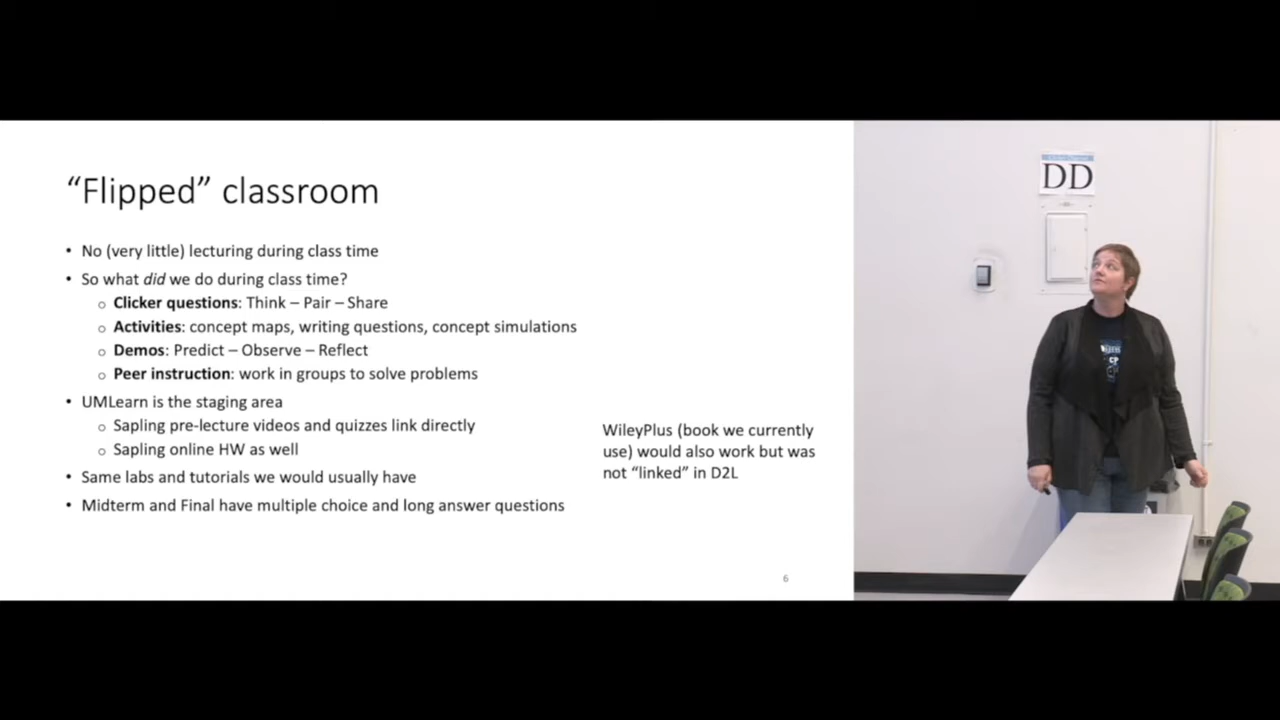 “Flipped” classroom
• No (very little) lecturing during class time
• So what did we do during class time?
o Clicker questions: Think – Pair – Share
o Activities: concept maps, writing questions, concept simulations
o Demos: Predict – Observe – Reflect
o Peer instruction: work in groups to solve problems
• UMLearn is the staging area
o Sapling pre-lecture videos and quizzes link directly
o Sapling online HW as well
• Same labs and tutorials we would usually have
• Midterm and Final have multiple choice and long answer questions
WileyPlus (book we currently
use) would also work but was
not “linked” in D2L
6
DD